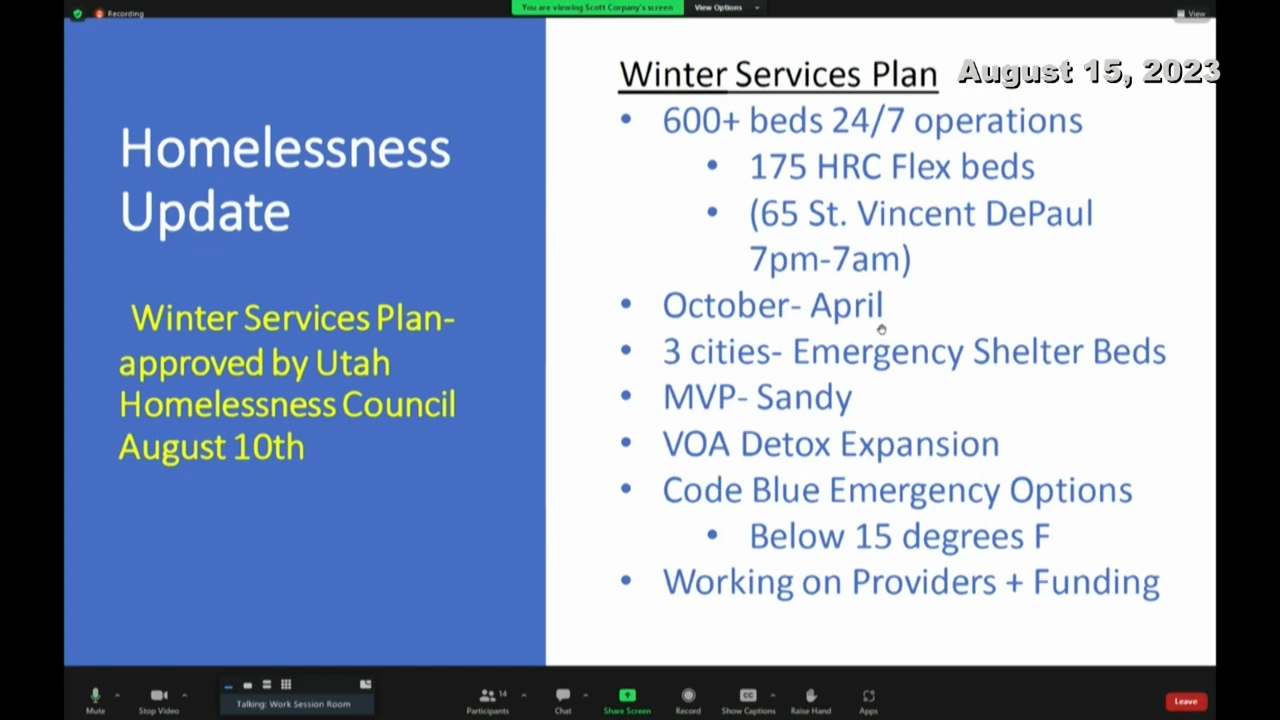 Recording
You are viewing Scott Corpany's screen
View Options
View
August 15, 2023
Homelessness
Update
Winter Services Plan-
approved by Utah
Homelessness Council
August 10th
Winter Services Plan
• 600+ beds 24/7 operations
• 175 HRC Flex beds
• (65 St. Vincent DePaul
7pm-7am)
• October- April
• 3 cities- Emergency Shelter Beds
• MVP- Sandy
• VOA Detox Expansion
• Code Blue Emergency Options
• Below 15 degrees F
• Working on Providers + Funding
Talking: Work Session Room
Mute
Stop Video
14
Participants
Chat
Share Screen
Record
CC
Show Captions
Raise Hand
Apps
Leave